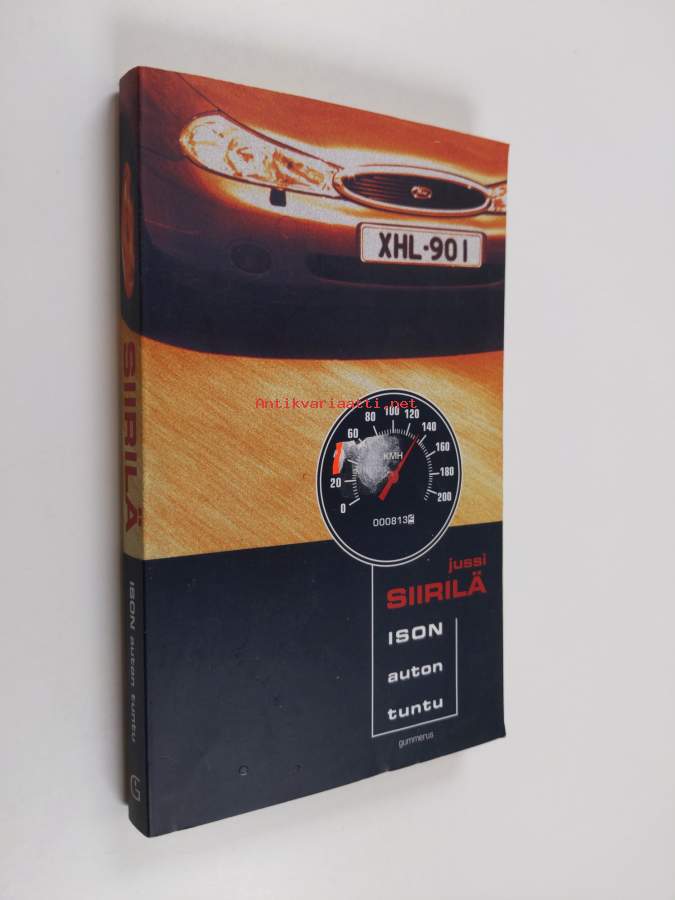 XHL-901
Antikvariaatti.net
0
20
60
80
100
120
140
160
180
200
KMH
000813
jussi
SIIRILÄ
ISON
auton
tuntu
gummerus
SIIRILÄ
ISON auton tuntu